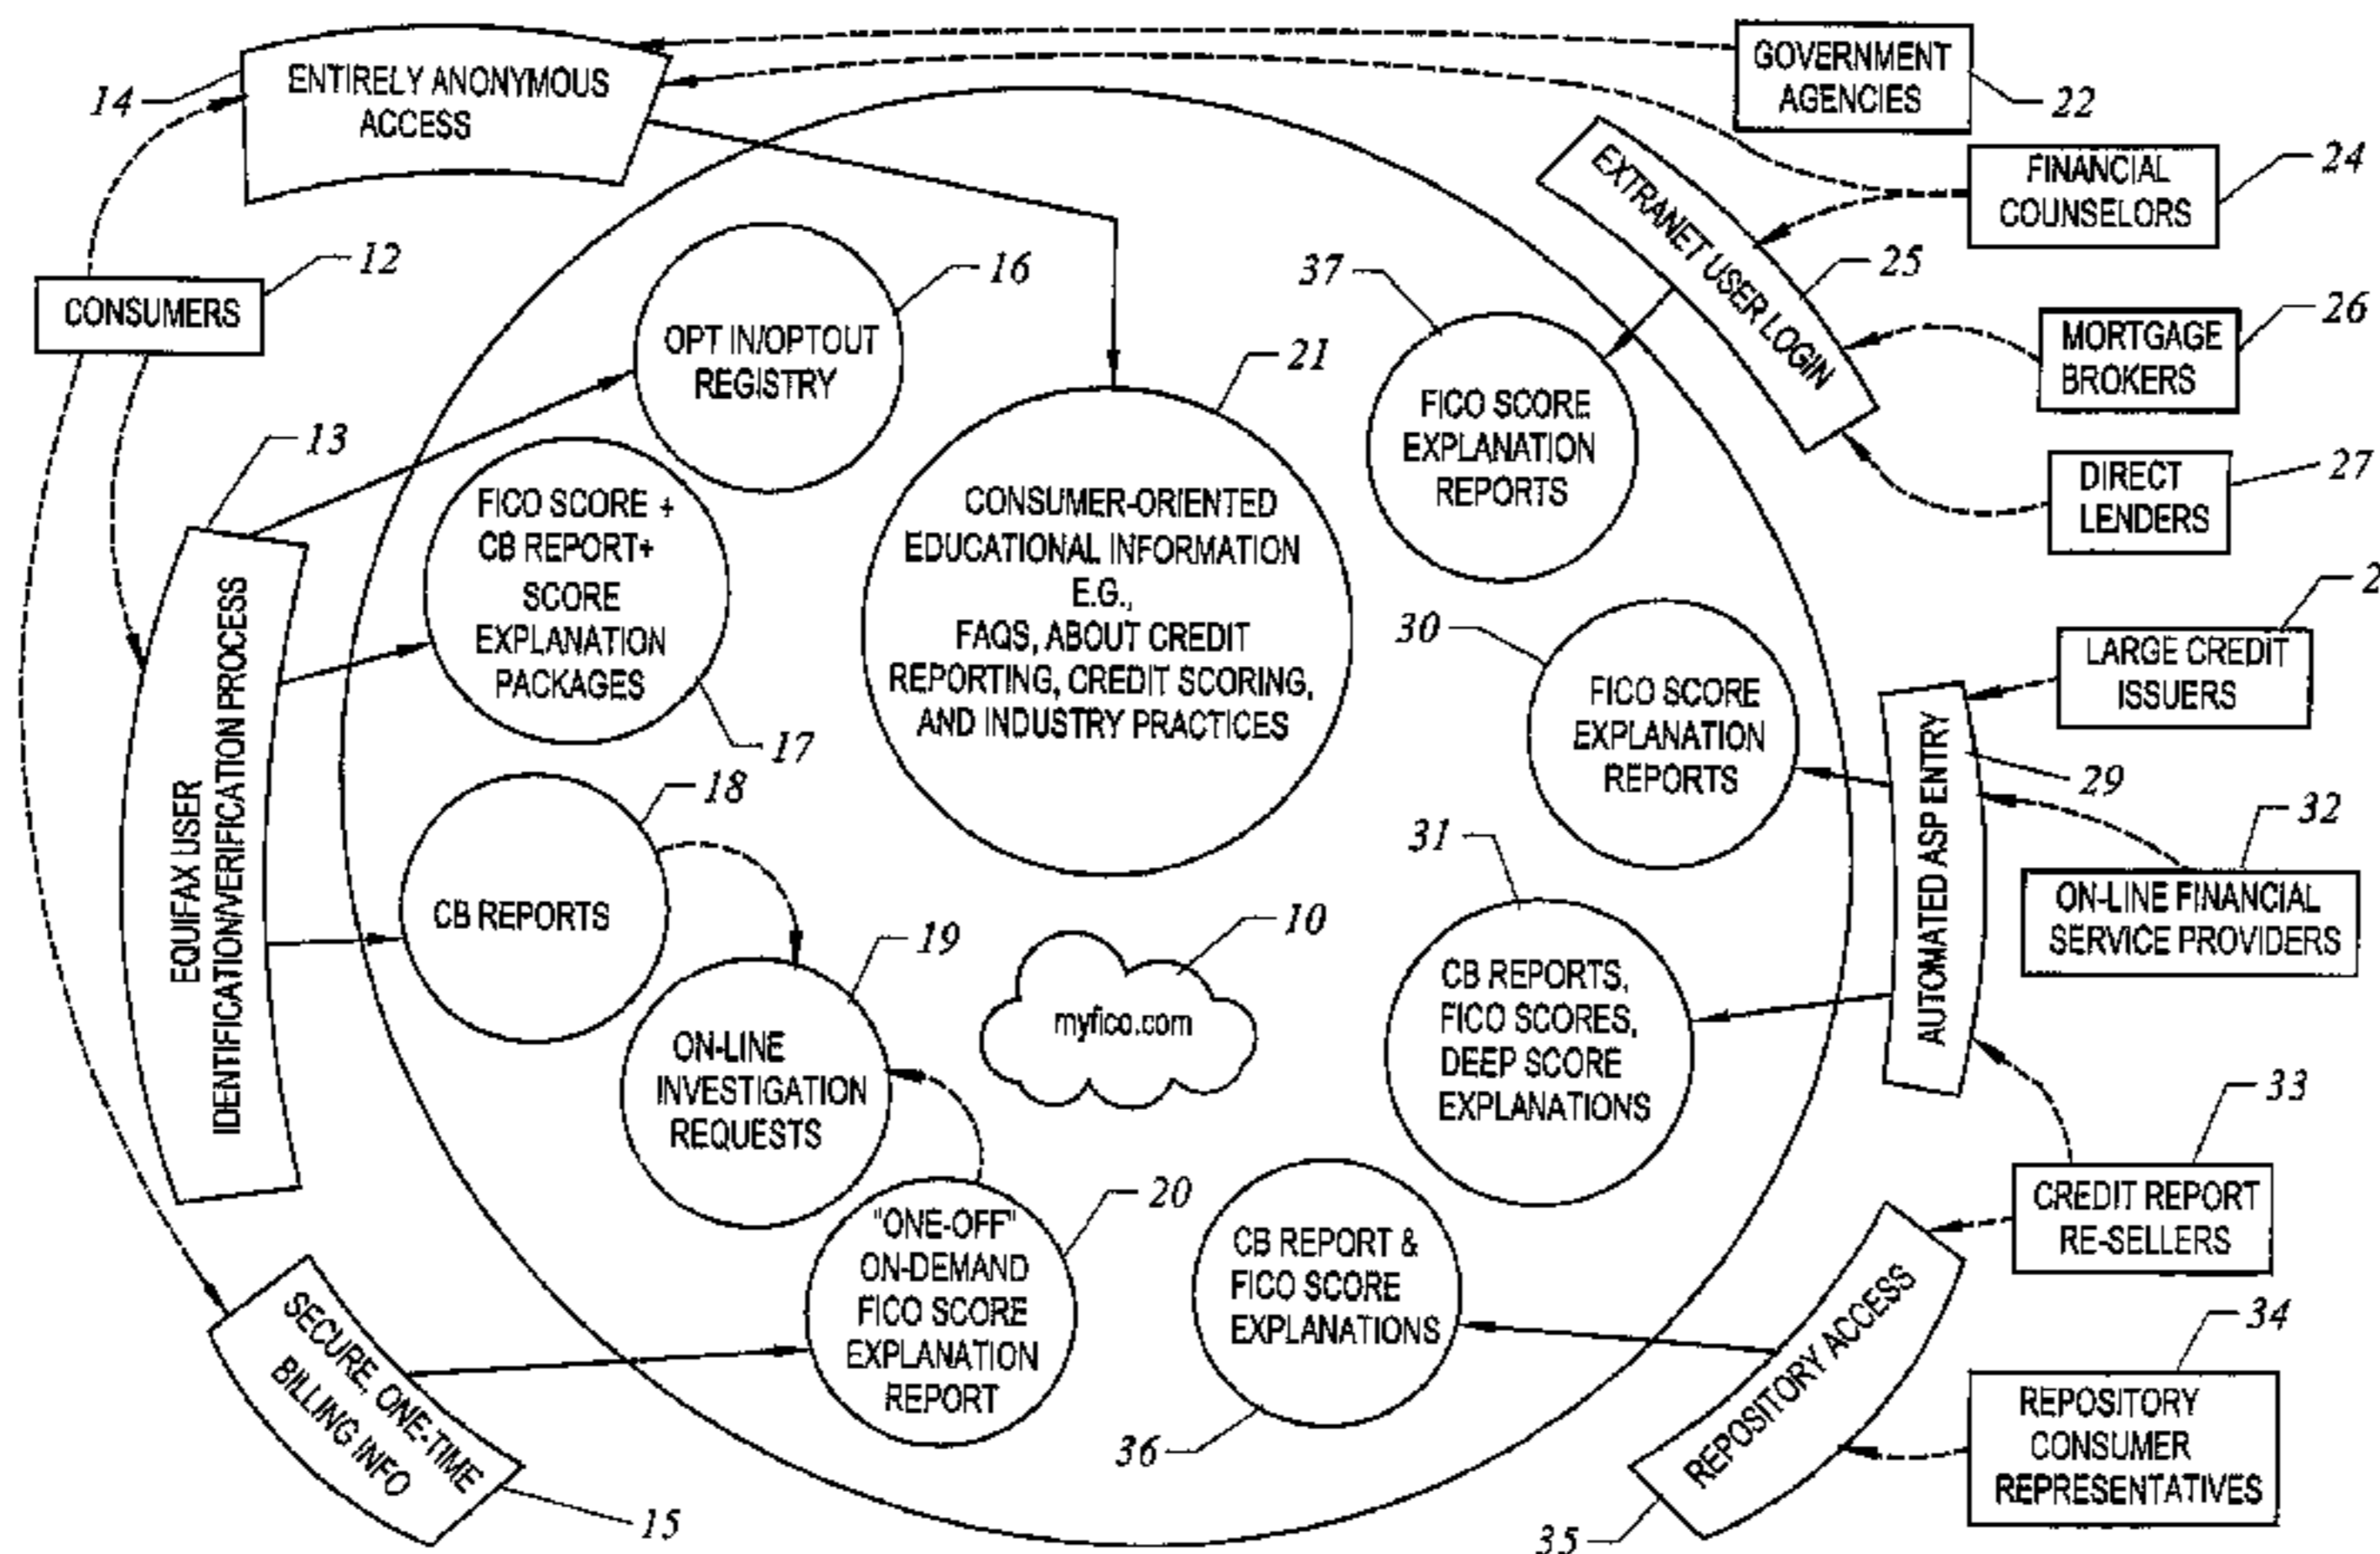 14
ENTIRELY ANONYMOUS
ACCESS
GOVERNMENT
AGENCIES
22
FINANCIAL
COUNSELORS
24
EXTRANET USER LOGIN
25
CONSUMERS
12
OPT IN/OPTOUT
REGISTRY
16
37
FICO SCORE
EXPLANATION
REPORTS
MORTGAGE
BROKERS
26
21
CONSUMER-ORIENTED
EDUCATIONAL INFORMATION
E.G.,
FAQS, ABOUT CREDIT
REPORTING, CREDIT SCORING,
AND INDUSTRY PRACTICES
DIRECT
LENDERS
27
13
EQUIFAX USER
IDENTIFICATION/VERIFICATION PROCESS
FICO SCORE +
CB REPORT+
SCORE
EXPLANATION
PACKAGES
17
30
FICO SCORE
EXPLANATION
REPORTS
2
LARGE CREDIT
ISSUERS
AUTOMATED ASP ENTRY
29
18
CB REPORTS
31
CB REPORTS,
FICO SCORES,
DEEP SCORE
EXPLANATIONS
32
ON-LINE FINANCIAL
SERVICE PROVIDERS
19
ON-LINE
INVESTIGATION
REQUESTS
10
myfico.com
33
CREDIT REPORT
RE-SELLERS
20
"ONE-OFF"
ON-DEMAND
FICO SCORE
EXPLANATION
REPORT
CB REPORT &
FICO SCORE
EXPLANATIONS
36
REPOSITORY ACCESS
35
34
REPOSITORY
CONSUMER
REPRESENTATIVES
SECURE, ONE-TIME
BILLING INFO
15